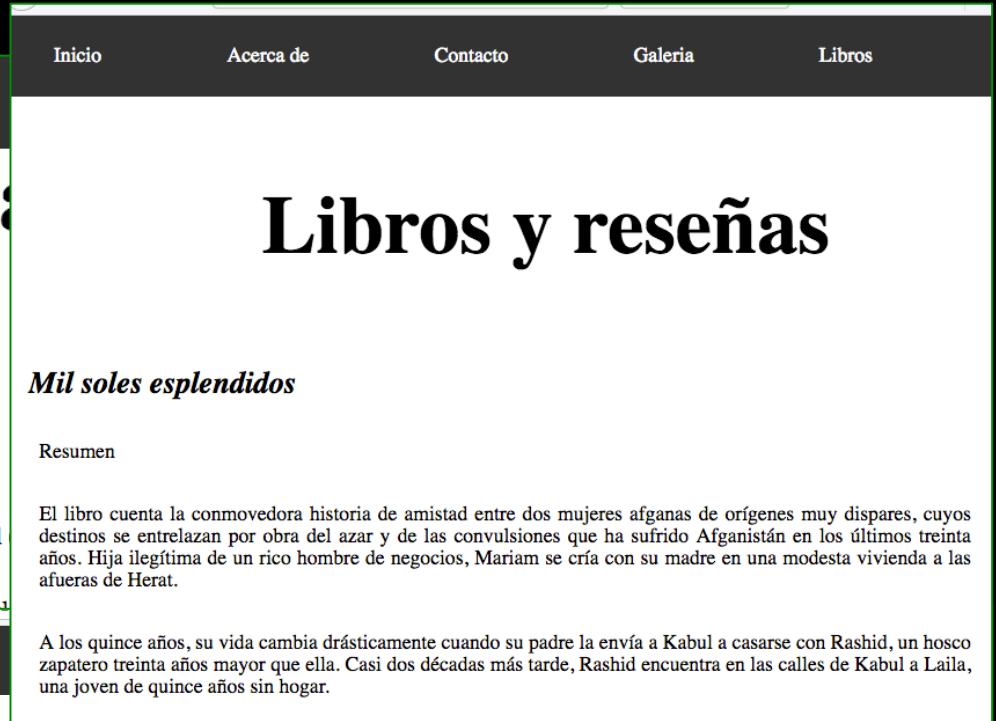 Inicio Acerca de Contacto Galeria Libros
Libros y reseñas
Mil soles esplendidos
Resumen
El libro cuenta la conmovedora historia de amistad entre dos mujeres afganas de orígenes muy dispares, cuyos
destinos se entrelazan por obra del azar y de las convulsiones que ha sufrido Afganistán en los últimos treinta
años. Hija ilegítima de un rico hombre de negocios, Mariam se cría con su madre en una modesta vivienda a las
afueras de Herat.
A los quince años, su vida cambia drásticamente cuando su padre la envía a Kabul a casarse con Rashid, un hosco
zapatero treinta años mayor que ella. Casi dos décadas más tarde, Rashid encuentra en las calles de Kabul a Laila,
una joven de quince años sin hogar.